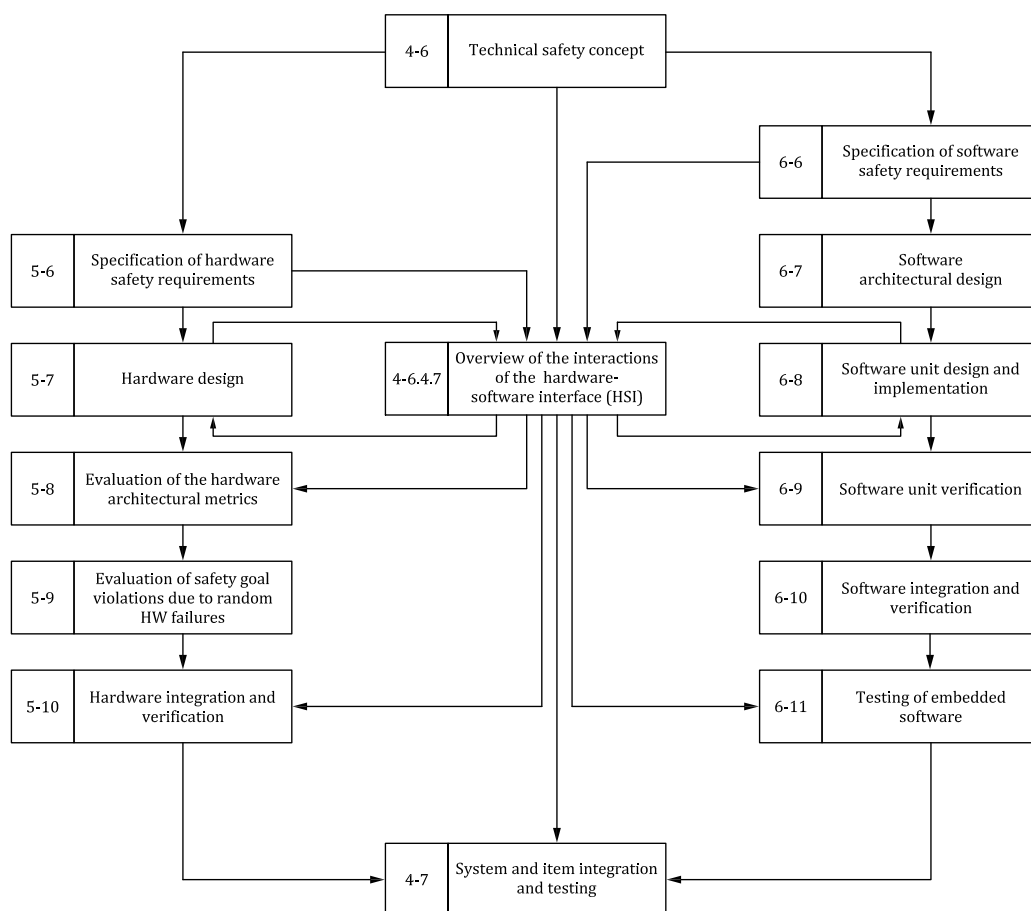 4-6
Technical safety concept
6-6
Specification of software
safety requirements
5-6
Specification of hardware
safety requirements
6-7
Software
architectural design
5-7
Hardware design
4-6.4.7
Overview of the interactions
of the hardware-
software interface (HSI)
6-8
Software unit design and
implementation
5-8
Evaluation of the hardware
architectural metrics
6-9
Software unit verification
5-9
Evaluation of safety goal
violations due to random
HW failures
6-10
Software integration and
verification
5-10
Hardware integration and
verification
6-11
Testing of embedded
software
4-7
System and item integration
and testing